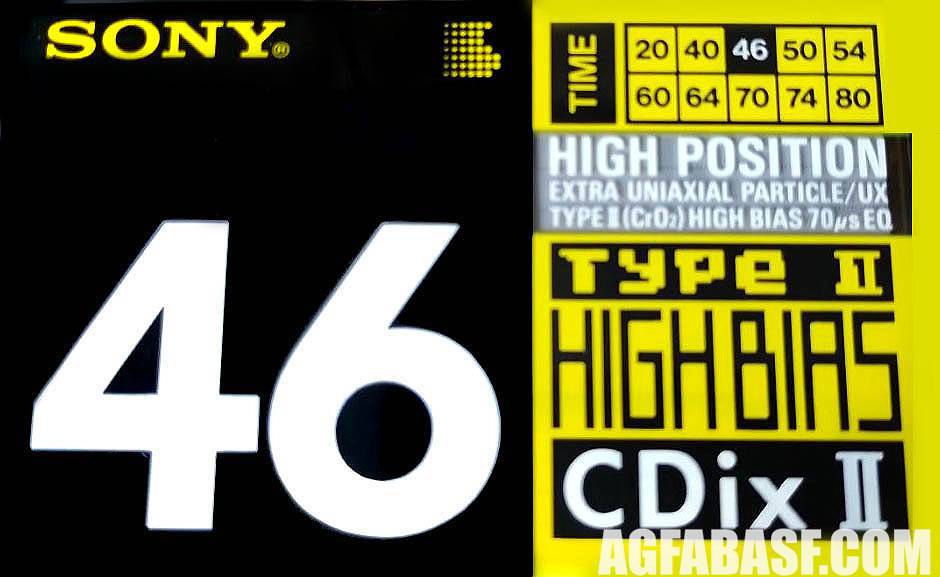 SONY®
46
TIME
20 40 46 50 54
60 64 70 74 80
HIGH POSITION
EXTRA UNIAXIAL PARTICLE/UX
TYPE II (CrO₂) HIGH BIAS 70μs EQ
TYPE II
HIGH BIAS
CDix II
AGFABASF.COM